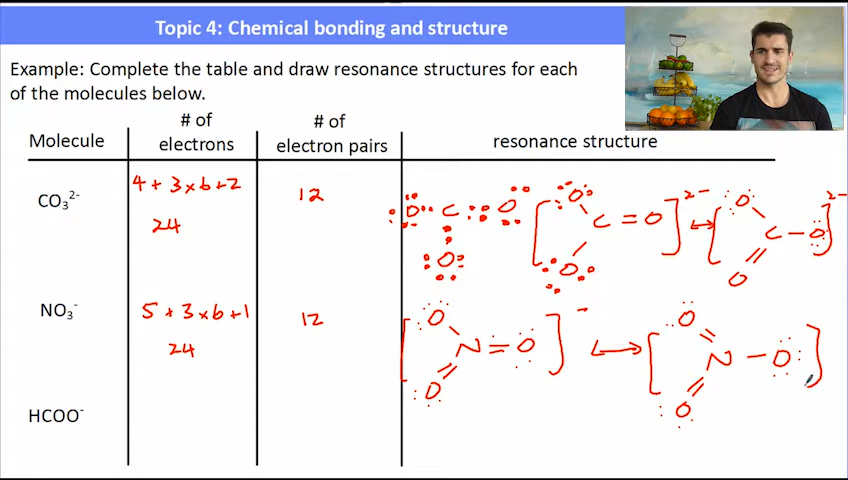 Topic 4: Chemical bonding and structure
Example: Complete the table and draw resonance structures for each
of the molecules below.
Molecule
# of
electrons
# of
electron pairs
resonance structure
CO₃²⁻
4 + 3 x 6 + 2
24
12
O C O
O
[O C = O O]²⁻ ↔ [O C – O O]²⁻
NO₃⁻
5 + 3 x 6 + 1
24
12
[O N = O O]⁻ ↔ [O N – O O]
HCOO⁻